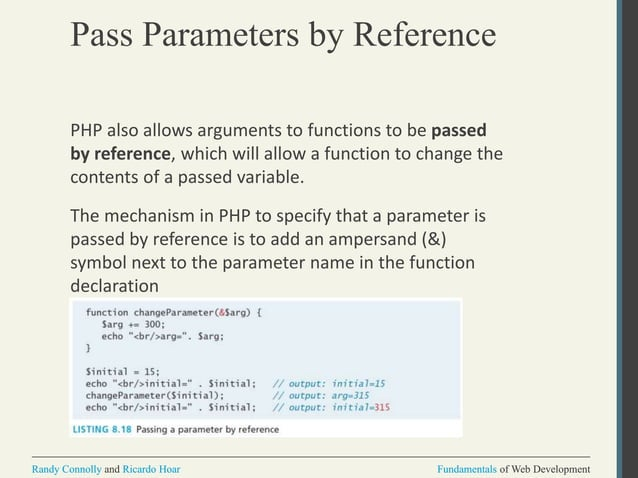 Pass Parameters by Reference
PHP also allows arguments to functions to be passed
by reference, which will allow a function to change the
contents of a passed variable.
The mechanism in PHP to specify that a parameter is
passed by reference is to add an ampersand (&)
symbol next to the parameter name in the function
declaration
function changeParameter(&$arg) {
$arg += 300;
echo "<br/>arg=". $arg;
}
$initial = 15;
echo "<br/>initial=" . $initial; // output: initial=15
changeParameter($initial); // output: arg=315
echo "<br/>initial=" . $initial; // output: initial=315
LISTING 8.18 Passing a parameter by reference
Randy Connolly and Ricardo Hoar Fundamentals of Web Development